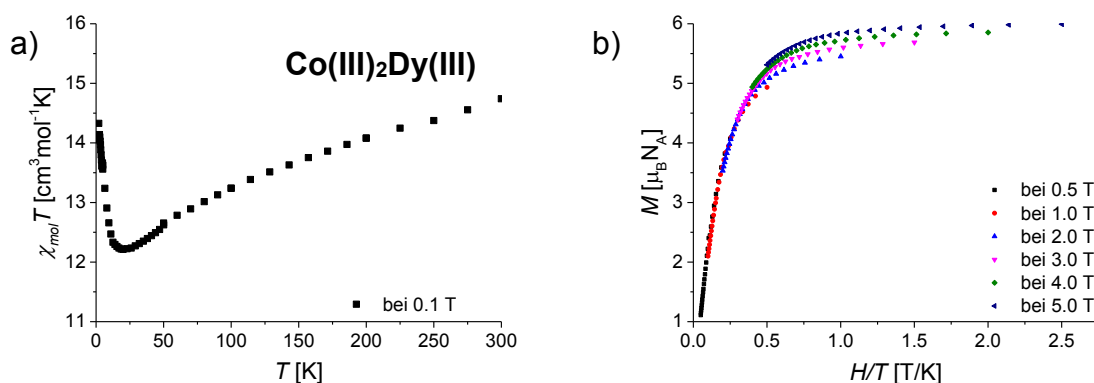 a)
Co(III)₂Dy(III)
16
15
14
13
12
11
χmolT [cm³mol⁻¹K]
bei 0.1 T
0 50 100 150 200 250 300
T [K]
b)
6
5
4
3
2
1
M [μBNA]
bei 0.5 T
bei 1.0 T
bei 2.0 T
bei 3.0 T
bei 4.0 T
bei 5.0 T
0.0 0.5 1.0 1.5 2.0 2.5
H/T [T/K]